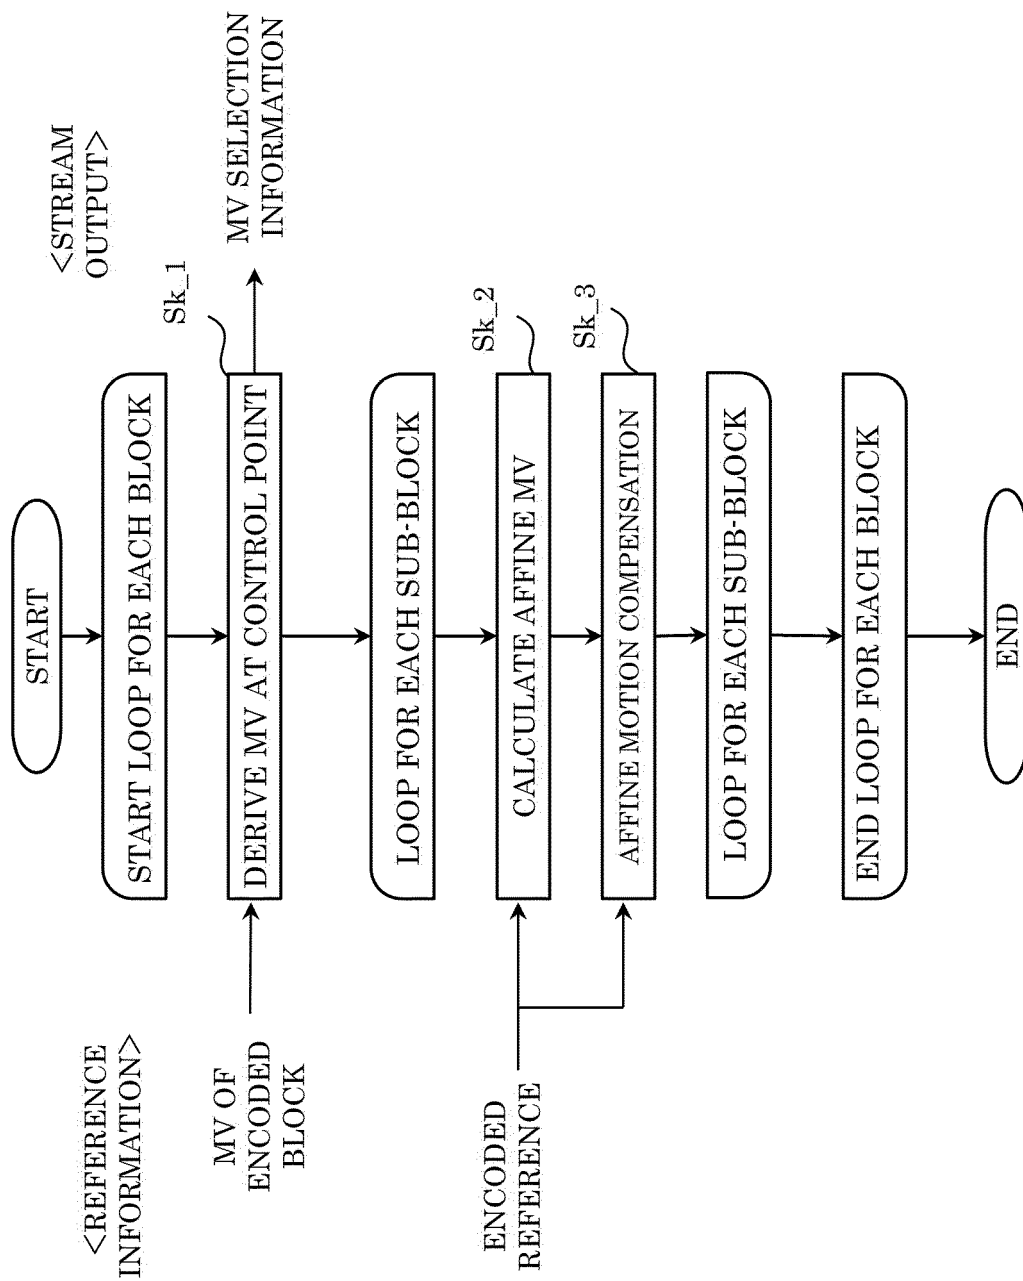 <REFERENCE
INFORMATION>
<STREAM
OUTPUT>
START
START LOOP FOR EACH BLOCK
Sk_1
MV OF
ENCODED
BLOCK
DERIVE MV AT CONTROL POINT
MV SELECTION
INFORMATION
LOOP FOR EACH SUB-BLOCK
Sk_2
ENCODED
REFERENCE
CALCULATE AFFINE MV
Sk_3
AFFINE MOTION COMPENSATION
LOOP FOR EACH SUB-BLOCK
END LOOP FOR EACH BLOCK
END